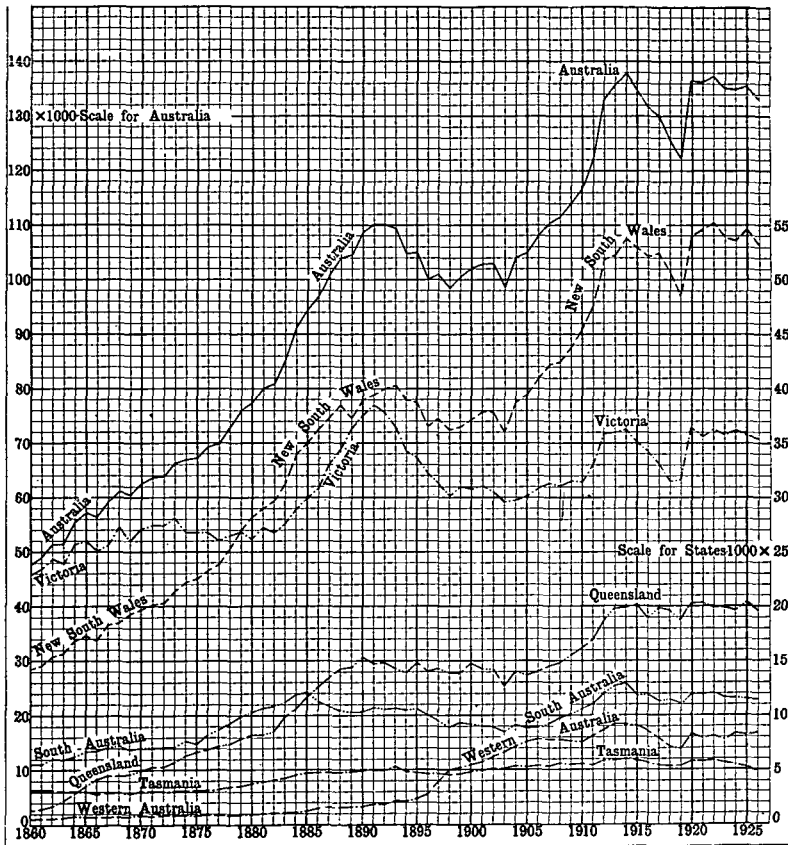 140
Australia
130 ×1000 Scale for Australia
120
110
55
Australia
New South Wales
100
50
90
45
80
40
New South Wales
Victoria
70
35
Victoria
60
30
Australia
50
Scale for States 1000 × 25
Victoria
Queensland
40
20
New South Wales
30
15
South Australia
20
10
South Australia
Western Australia
Queensland
Tasmania
10
5
Tasmania
Western Australia
0
0
1860 1865 1870 1875 1880 1885 1890 1895 1900 1905 1910 1915 1920 1925